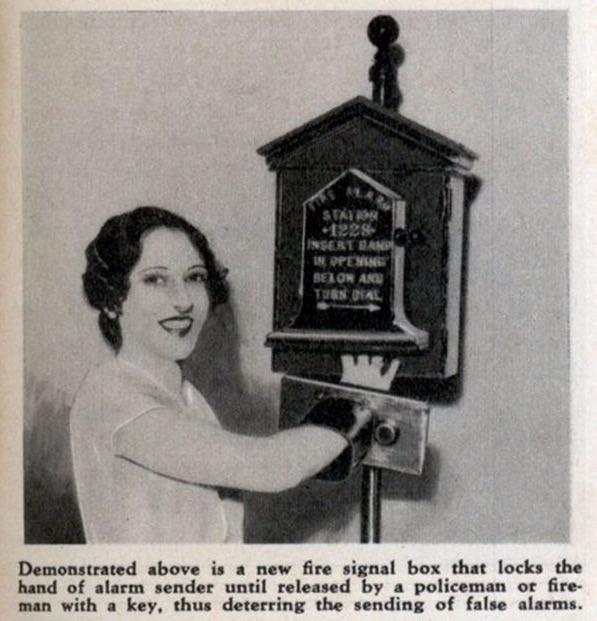 FIRE ALARM
STATION
·1228·
INSERT HAND
IN OPENING
BELOW AND
TURN DIAL
Demonstrated above is a new fire signal box that locks the
hand of alarm sender until released by a policeman or fire-
man with a key, thus deterring the sending of false alarms.